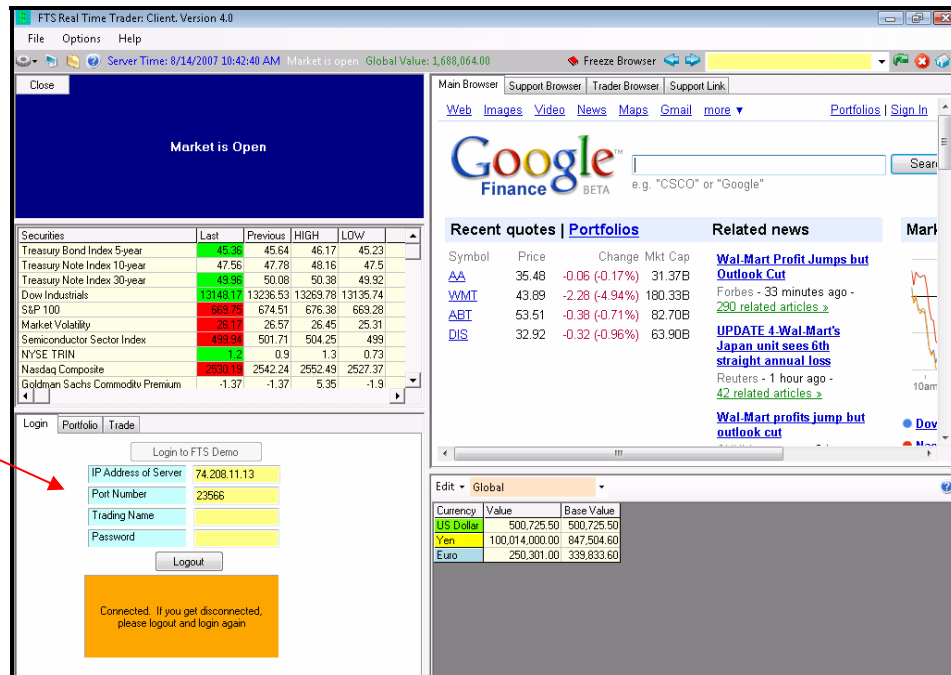 FTS Real Time Trader: Client. Version 4.0
File Options Help
Server Time: 8/14/2007 10:42:40 AM Market is open Global Value: 1,688,064.00 Freeze Browser
Close
Market is Open
Securities Last Previous HIGH LOW
Treasury Bond Index 5-year 45.36 45.64 46.17 45.23
Treasury Note Index 10-year 47.56 47.78 48.16 47.5
Treasury Note Index 30-year 49.96 50.08 50.38 49.92
Dow Industrials 13148.17 13236.53 13269.78 13135.74
S&P 100 669.75 674.51 676.38 669.28
Market Volatility 26.17 26.57 26.45 25.31
Semiconductor Sector Index 499.94 501.71 504.25 499
NYSE TRIN 1.2 0.9 1.3 0.73
Nasdaq Composite 2530.19 2542.24 2552.49 2527.37
Goldman Sachs Commodity Premium -1.37 -1.37 5.35 -1.9
Login Portfolio Trade
Login to FTS Demo
IP Address of Server 74.208.11.13
Port Number 23566
Trading Name
Password
Logout
Connected. If you get disconnected,
please logout and login again
Main Browser Support Browser Trader Browser Support Link
Web Images Video News Maps Gmail more ▼ Portfolios | Sign In
Google™
Finance BETA
Sear
e.g. "CSCO" or "Google"
Recent quotes | Portfolios
Symbol Price Change Mkt Cap
AA 35.48 -0.06 (-0.17%) 31.37B
WMT 43.89 -2.28 (-4.94%) 180.33B
ABT 53.51 -0.38 (-0.71%) 82.70B
DIS 32.92 -0.32 (-0.96%) 63.90B
Related news
Wal-Mart Profit Jumps but
Outlook Cut
Forbes - 33 minutes ago -
290 related articles »
UPDATE 4-Wal-Mart's
Japan unit sees 6th
straight annual loss
Reuters - 1 hour ago -
42 related articles »
Wal-Mart profits jump but
outlook cut
Mark
10am
Dov
Edit Global
Currency Value Base Value
US Dollar 500,725.50 500,725.50
Yen 100,014,000.00 847,504.60
Euro 250,301.00 339,833.60